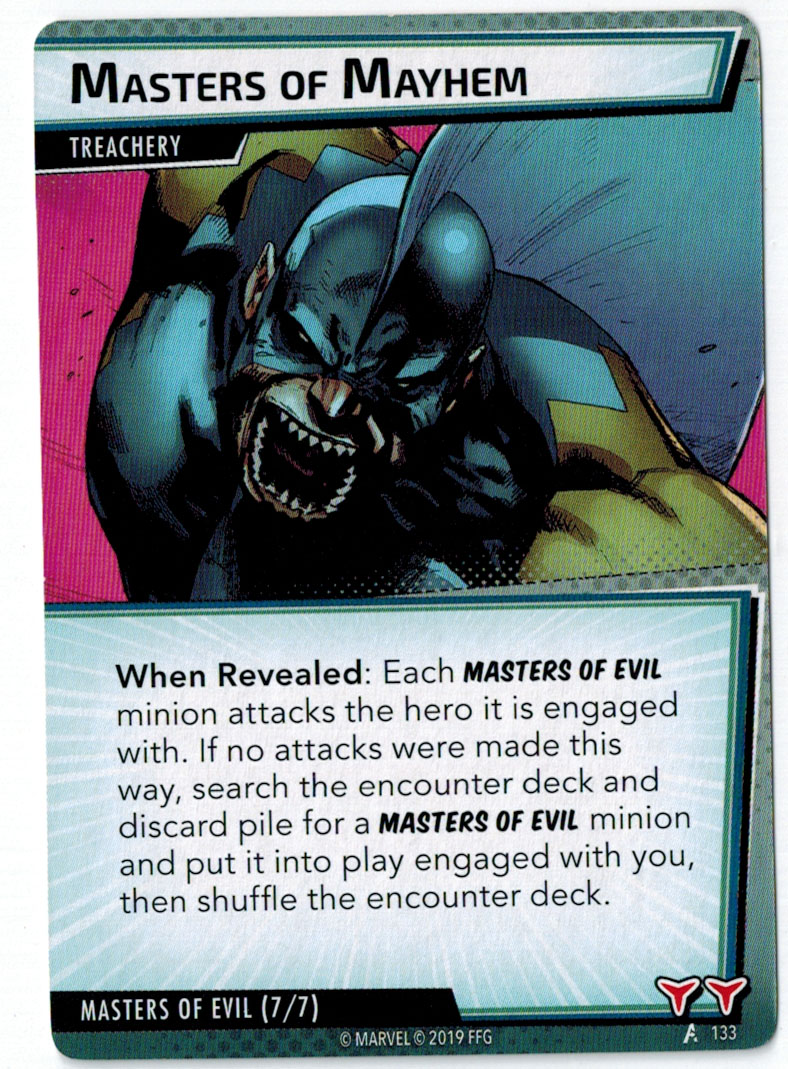 MASTERS OF MAYHEM
TREACHERY
When Revealed: Each MASTERS OF EVIL
minion attacks the hero it is engaged
with. If no attacks were made this
way, search the encounter deck and
discard pile for a MASTERS OF EVIL minion
and put it into play engaged with you,
then shuffle the encounter deck.
MASTERS OF EVIL (7/7)
© MARVEL © 2019 FFG
133